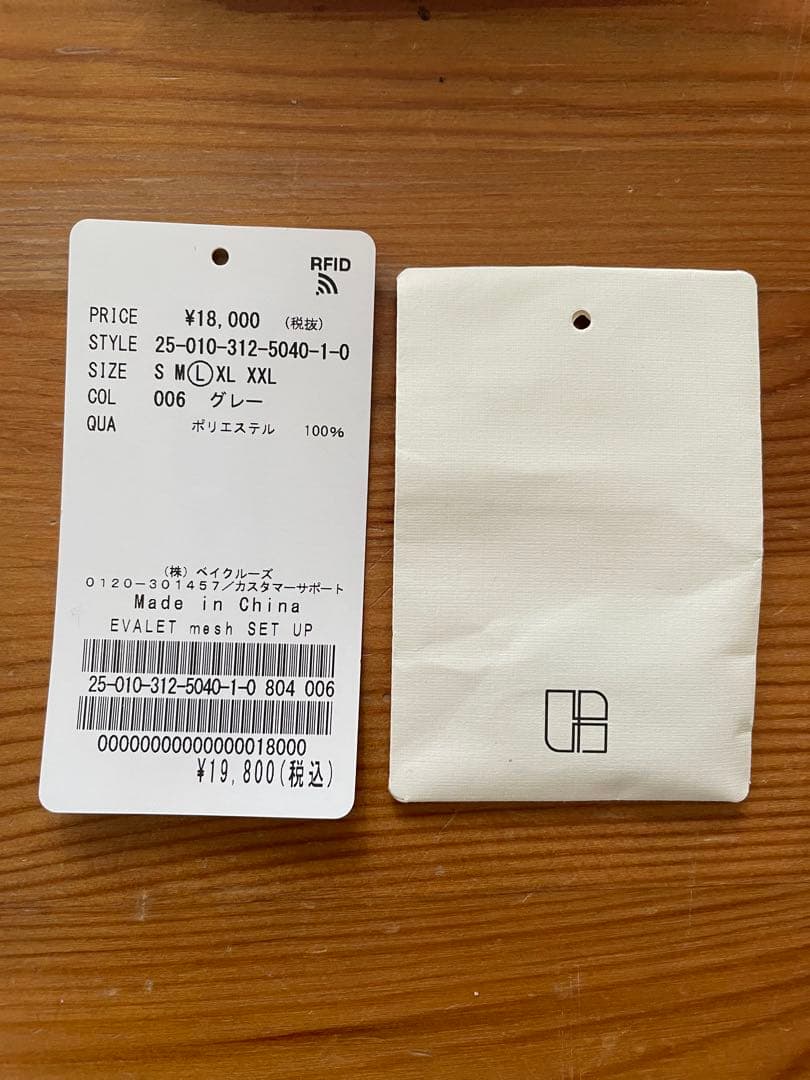 RFID
PRICE ¥18,000 (税抜)
STYLE 25-010-312-5040-1-0
SIZE S M L XL XXL
COL 006 グレー
QUA ポリエステル 100%
(株) ベイクルーズ
0120-301457/カスタマーサポート
Made in China
EVALET mesh SET UP
25-010-312-5040-1-0 804 006
00000000000000018000
¥19,800(税込)